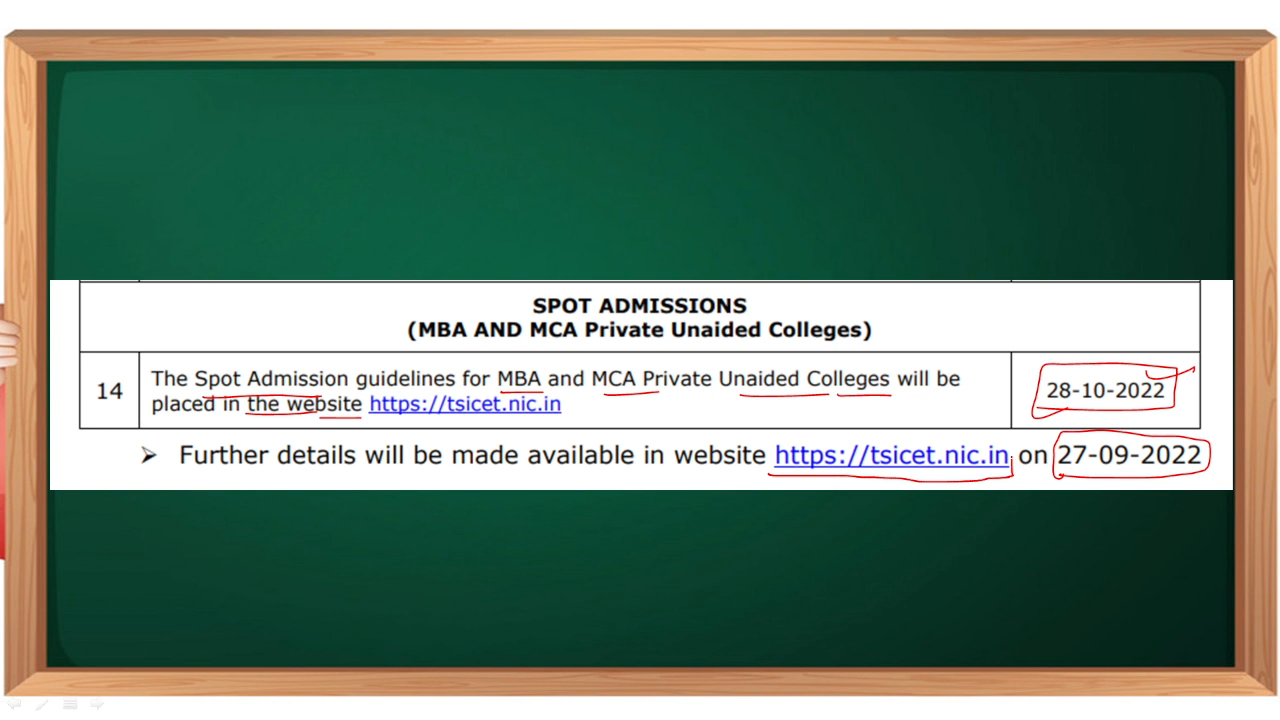 SPOT ADMISSIONS
(MBA AND MCA Private Unaided Colleges)
14
The Spot Admission guidelines for MBA and MCA Private Unaided Colleges will be
placed in the website https://tsicet.nic.in
28-10-2022
➢ Further details will be made available in website https://tsicet.nic.in on 27-09-2022